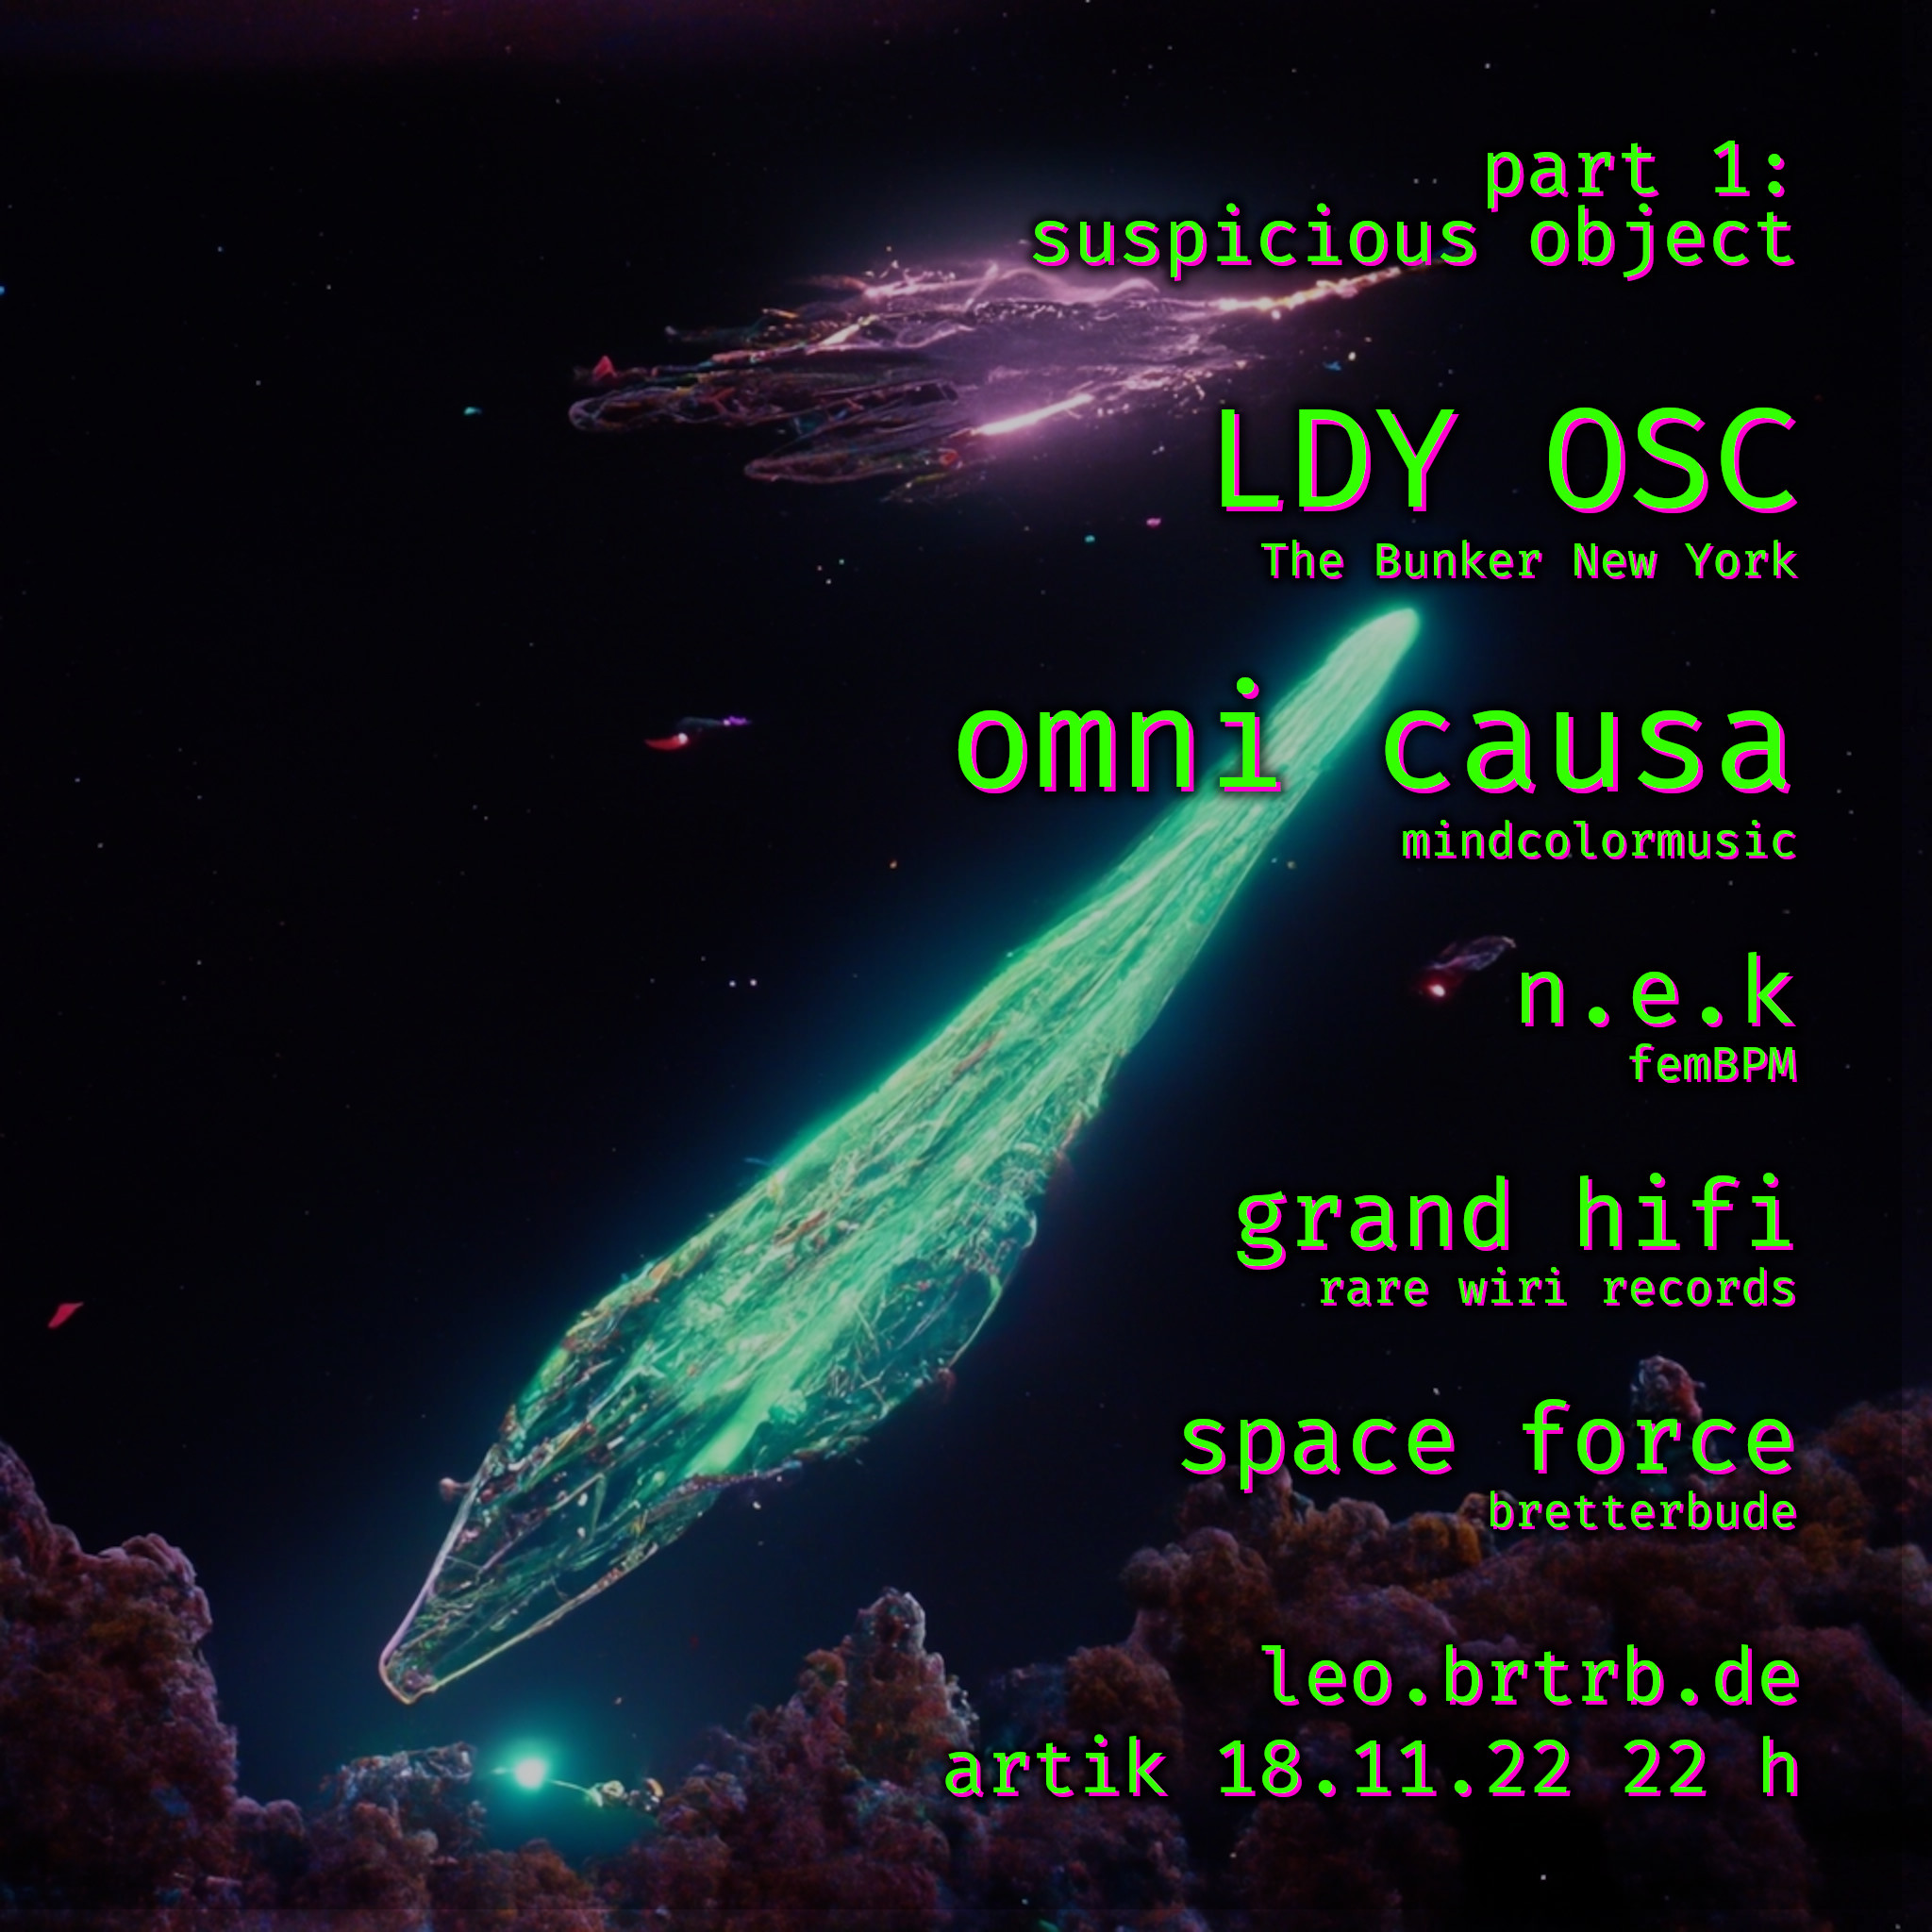 part 1:
suspicious object
LDY OSC
The Bunker New York
omni causa
mindcolormusic
n.e.k
femBPM
grand hifi
rare wiri records
space force
bretterbude
leo.brtrb.de
artik 18.11.22 22 h